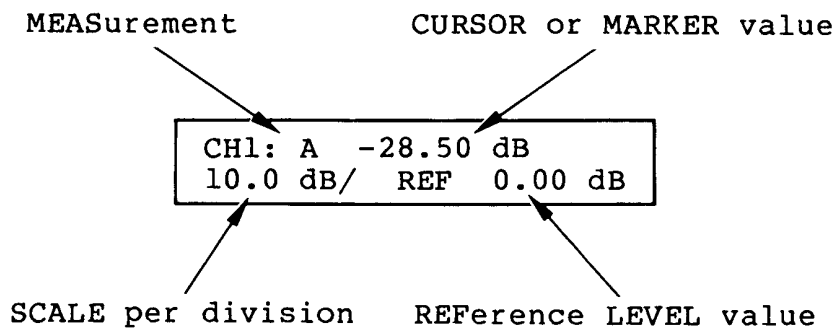 MEASurement CURSOR or MARKER value
CH1: A -28.50 dB
10.0 dB/ REF 0.00 dB
SCALE per division REFerence LEVEL value